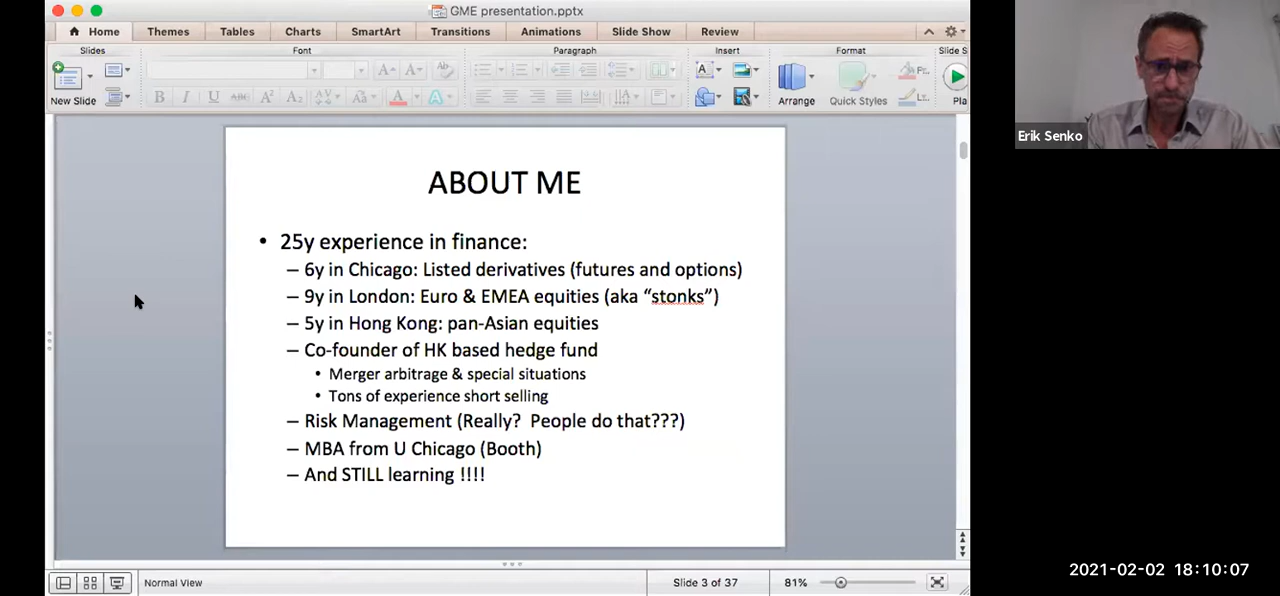 GME presentation.pptx
Home Themes Tables Charts SmartArt Transitions Animations Slide Show Review
Slides Font Paragraph Insert Format Slide S
New Slide Arrange Quick Styles Pla
ABOUT ME
• 25y experience in finance:
– 6y in Chicago: Listed derivatives (futures and options)
– 9y in London: Euro & EMEA equities (aka “stonks”)
– 5y in Hong Kong: pan-Asian equities
– Co-founder of HK based hedge fund
• Merger arbitrage & special situations
• Tons of experience short selling
– Risk Management (Really? People do that???)
– MBA from U Chicago (Booth)
– And STILL learning !!!!
Normal View Slide 3 of 37 81%
Erik Senko
2021-02-02 18:10:07